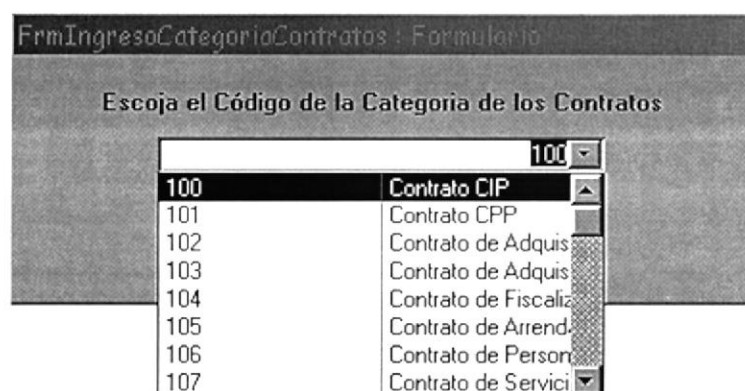 FrmIngresoCategoriaContratos : Formulario
Escoja el Código de la Categoria de los Contratos
100
100 Contrato CIP
101 Contrato CPP
102 Contrato de Adquis
103 Contrato de Adquis
104 Contrato de Fiscaliz
105 Contrato de Arrend
106 Contrato de Person
107 Contrato de Servici